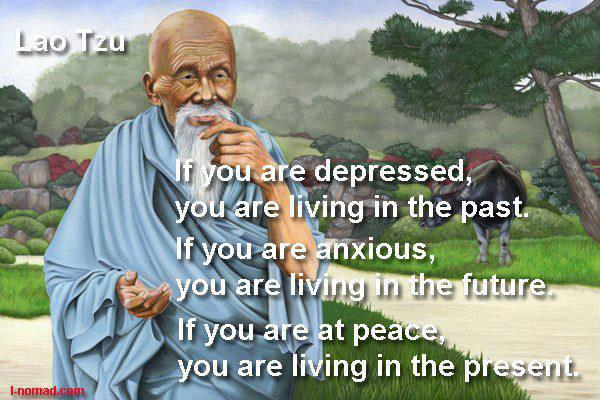 Lao Tzu
If you are depressed,
you are living in the past.
If you are anxious,
you are living in the future.
If you are at peace,
you are living in the present.
I-nomad.com